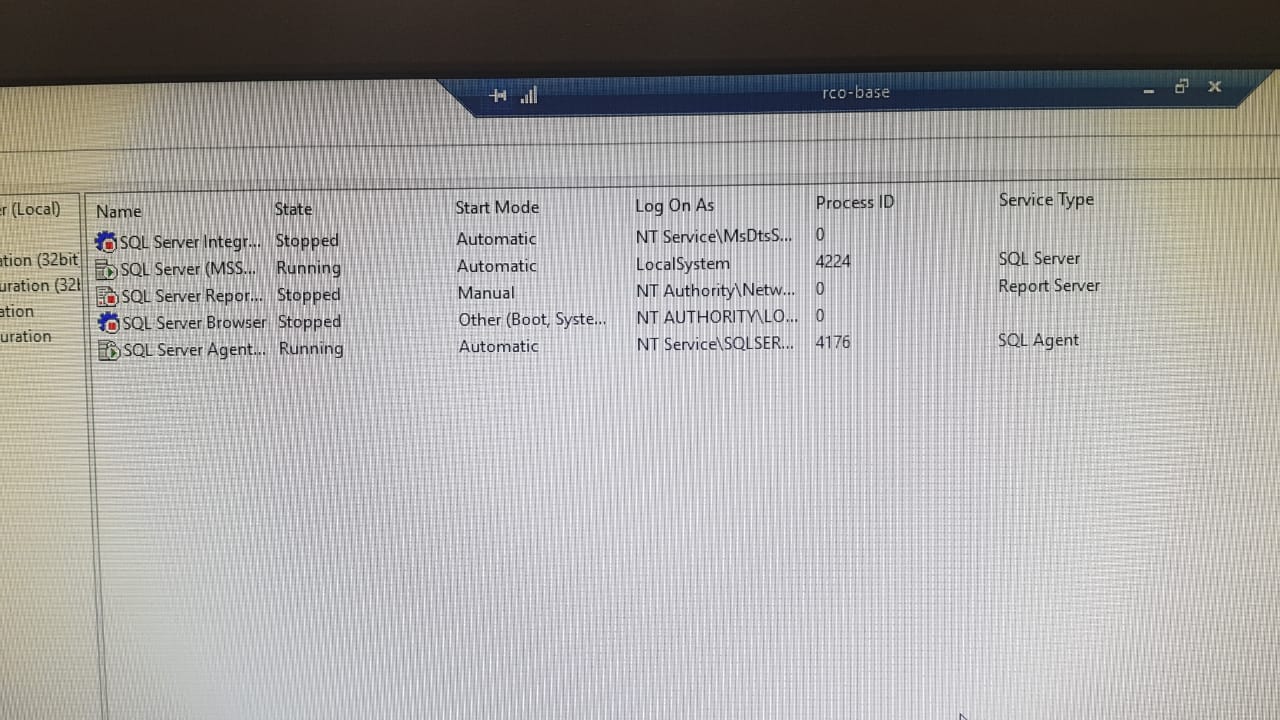 rco-base
er (Local)
ation (32bit
uration (32b
ation
uration
Name State Start Mode Log On As Process ID Service Type
SQL Server Integr... Stopped Automatic NT Service\MsDtsS... 0
SQL Server (MSS... Running Automatic LocalSystem 4224 SQL Server
SQL Server Repor... Stopped Manual NT Authority\Netw... 0 Report Server
SQL Server Browser Stopped Other (Boot, Syste... NT AUTHORITY\LO... 0
SQL Server Agent... Running Automatic NT Service\SQLSER... 4176 SQL Agent